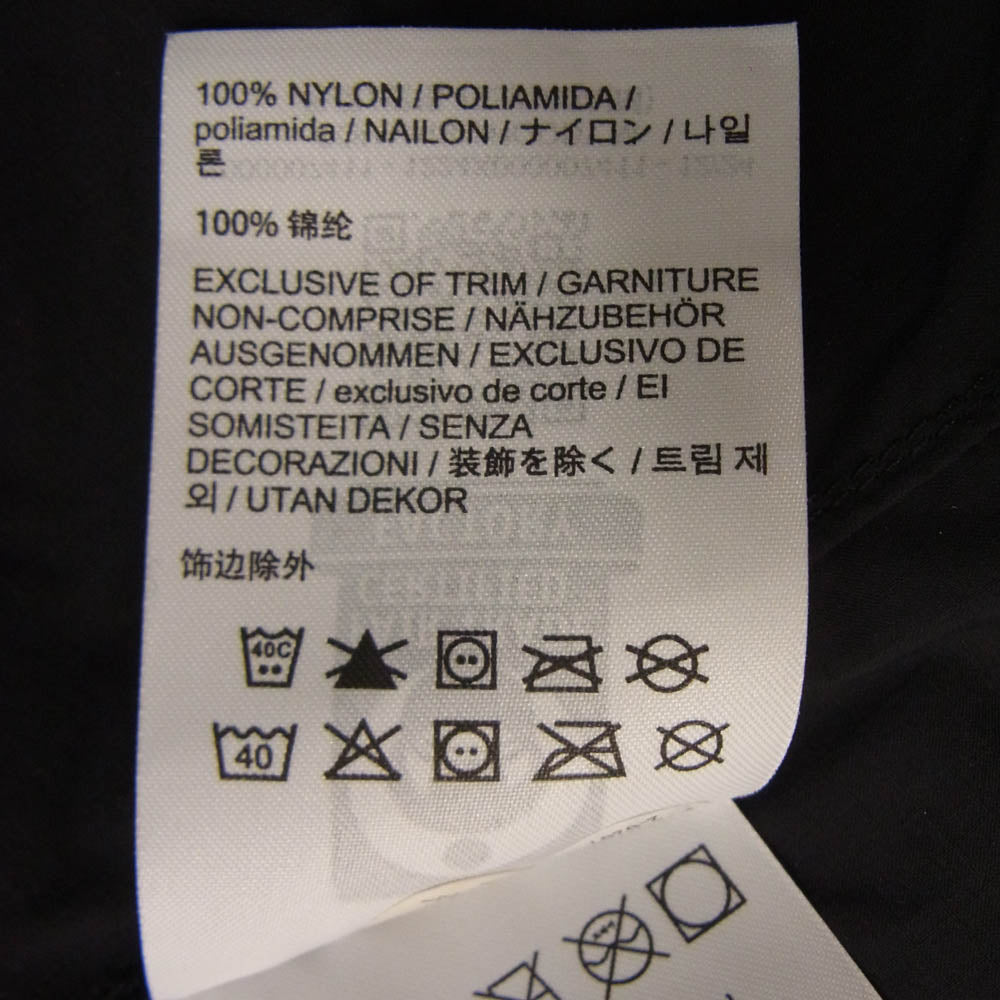 100% NYLON / POLIAMIDA /
poliamida / NAILON / ナイロン / 나일
론
100% 锦纶
EXCLUSIVE OF TRIM / GARNITURE
NON-COMPRISE / NÄHZUBEHÖR
AUSGENOMMEN / EXCLUSIVO DE
CORTE / exclusivo de corte / EI
SOMISTEITA / SENZA
DECORAZIONI / 装飾を除く / 트림 제
외 / UTAN DEKOR
饰边除外
40C
40